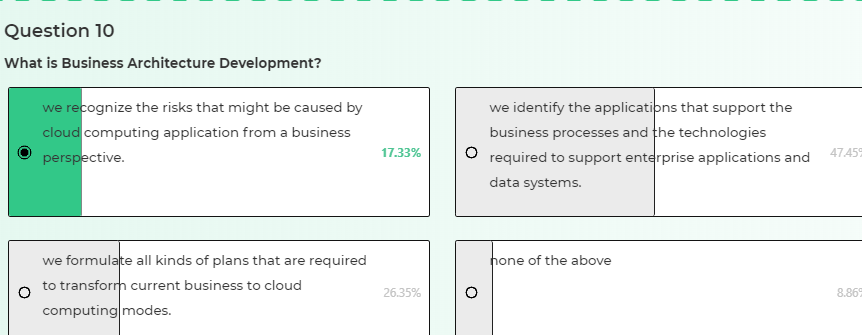 Question 10
What is Business Architecture Development?
we recognize the risks that might be caused by
cloud computing application from a business
perspective.
17.33%
we identify the applications that support the
business processes and the technologies
required to support enterprise applications and
data systems.
47.45%
we formulate all kinds of plans that are required
to transform current business to cloud
computing modes.
26.35%
none of the above
8.86%